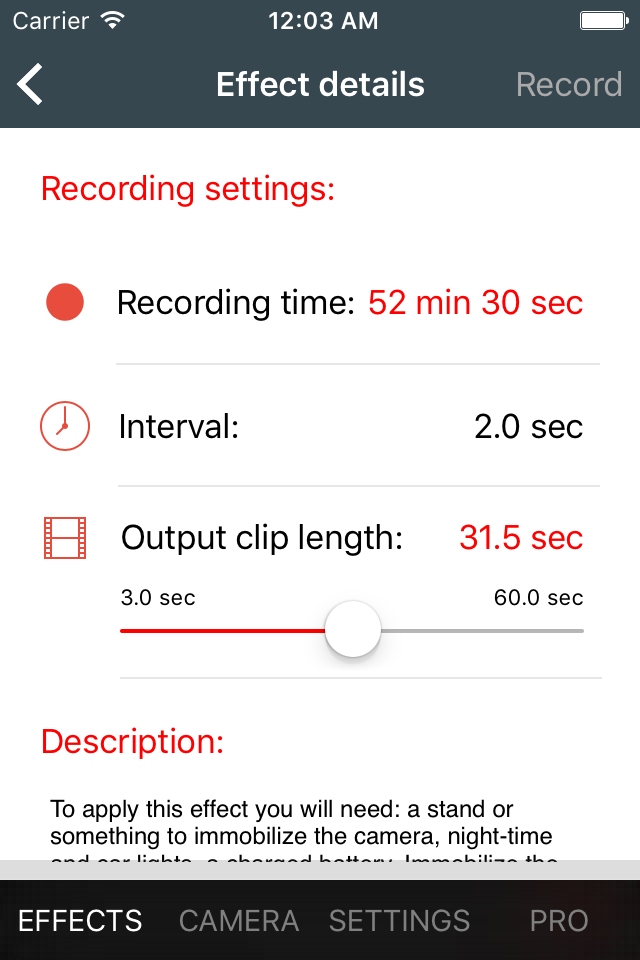 Carrier 12:03 AM
Effect details Record
Recording settings:
Recording time: 52 min 30 sec
Interval: 2.0 sec
Output clip length: 31.5 sec
3.0 sec 60.0 sec
Description:
To apply this effect you will need: a stand or
something to immobilize the camera, night-time
and car lights, a charged battery. Immobilize the
EFFECTS CAMERA SETTINGS PRO